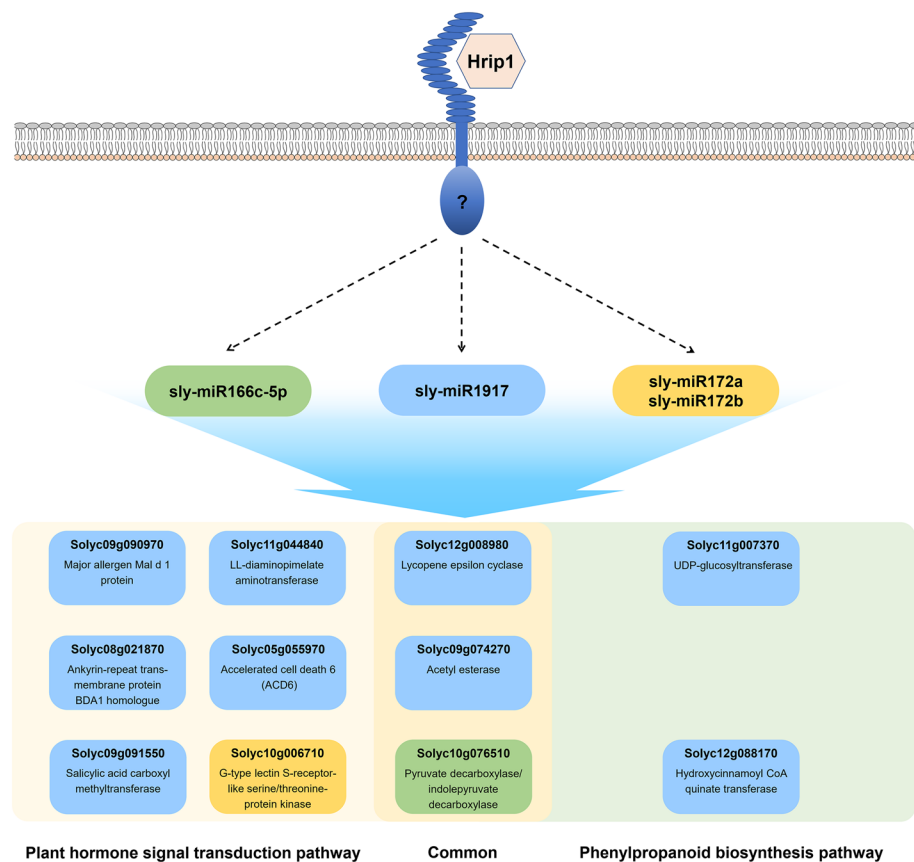 Hrip1
?
sly-miR166c-5p
sly-miR1917
sly-miR172a
sly-miR172b
Solyc09g090970
Major allergen Mal d 1
protein
Solyc11g044840
LL-diaminopimelate
aminotransferase
Solyc12g008980
Lycopene epsilon cyclase
Solyc11g007370
UDP-glucosyltransferase
Solyc08g021870
Ankyrin-repeat trans-
membrane protein
BDA1 homologue
Solyc05g055970
Accelerated cell death 6
(ACD6)
Solyc09g074270
Acetyl esterase
Solyc09g091550
Salicylic acid carboxyl
methyltransferase
Solyc10g006710
G-type lectin S-receptor-
like serine/threonine-
protein kinase
Solyc10g076510
Pyruvate decarboxylase/
indolepyruvate
decarboxylase
Solyc12g088170
Hydroxycinnamoyl CoA
quinate transferase
Plant hormone signal transduction pathway
Common
Phenylpropanoid biosynthesis pathway